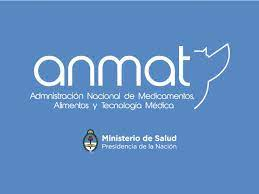 anmat
Administración Nacional de Medicamentos,
Alimentos y Tecnología Médica
Ministerio de Salud
Presidencia de la Nación